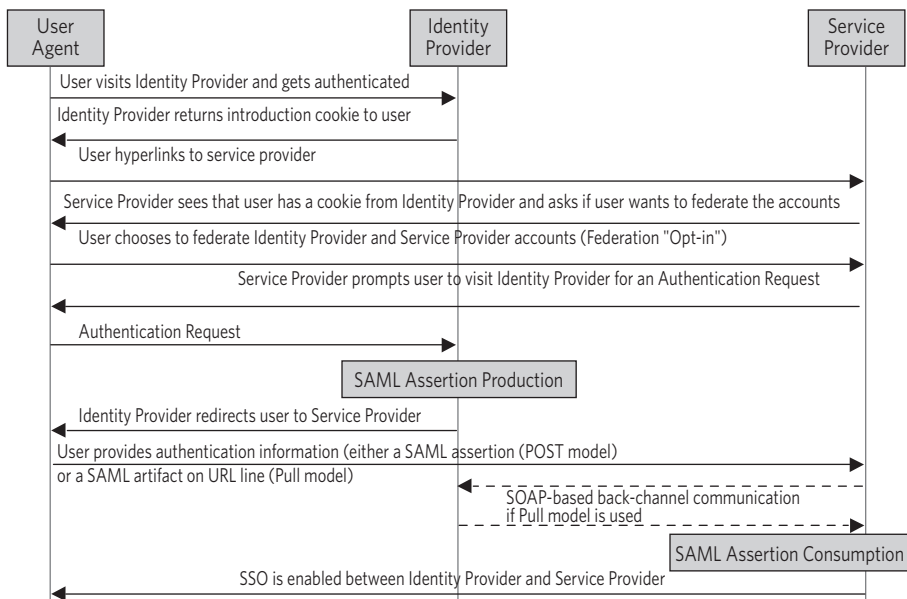 User
Agent
Identity
Provider
Service
Provider
User visits Identity Provider and gets authenticated
Identity Provider returns introduction cookie to user
User hyperlinks to service provider
Service Provider sees that user has a cookie from Identity Provider and asks if user wants to federate the accounts
User chooses to federate Identity Provider and Service Provider accounts (Federation "Opt-in")
Service Provider prompts user to visit Identity Provider for an Authentication Request
Authentication Request
SAML Assertion Production
Identity Provider redirects user to Service Provider
User provides authentication information (either a SAML assertion (POST model)
or a SAML artifact on URL line (Pull model)
SOAP-based back-channel communication
if Pull model is used
SAML Assertion Consumption
SSO is enabled between Identity Provider and Service Provider